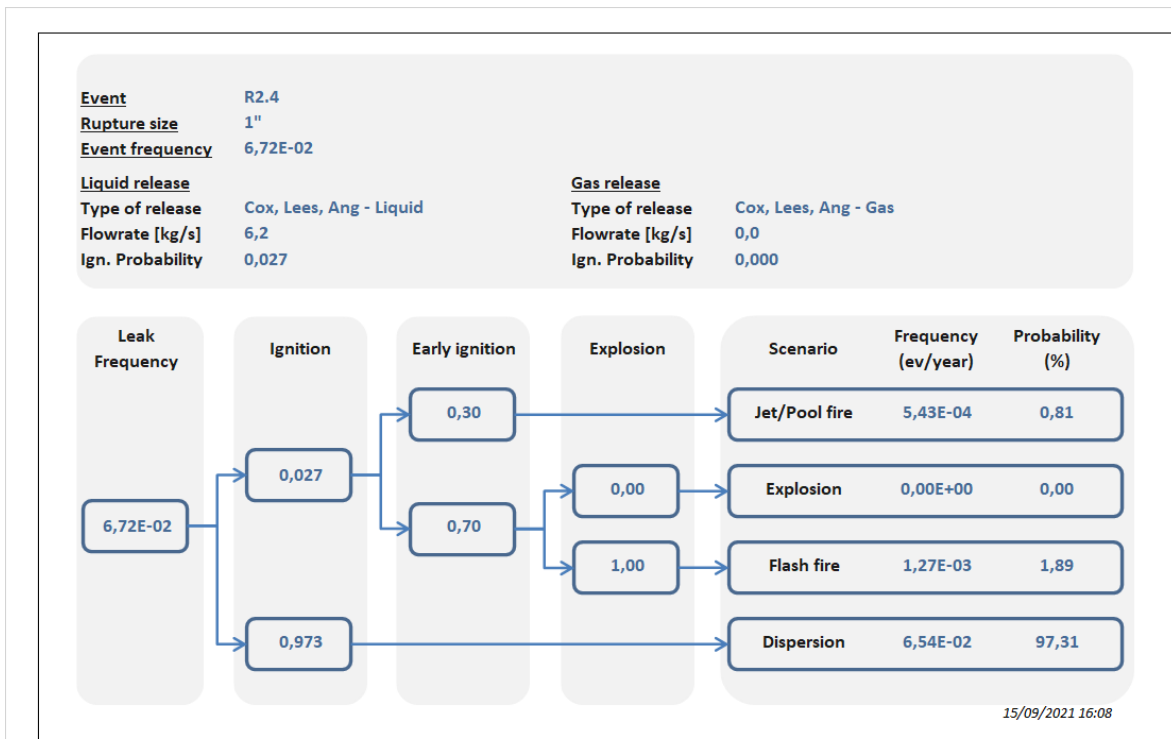 Event R2.4
Rupture size 1"
Event frequency 6,72E-02
Liquid release Gas release
Type of release Cox, Lees, Ang - Liquid Type of release Cox, Lees, Ang - Gas
Flowrate [kg/s] 6,2 Flowrate [kg/s] 0,0
Ign. Probability 0,027 Ign. Probability 0,000
Leak Frequency Ignition Early ignition Explosion Scenario Frequency (ev/year) Probability (%)
0,30 Jet/Pool fire 5,43E-04 0,81
0,027
0,00 Explosion 0,00E+00 0,00
6,72E-02 0,70
1,00 Flash fire 1,27E-03 1,89
0,973 Dispersion 6,54E-02 97,31
15/09/2021 16:08